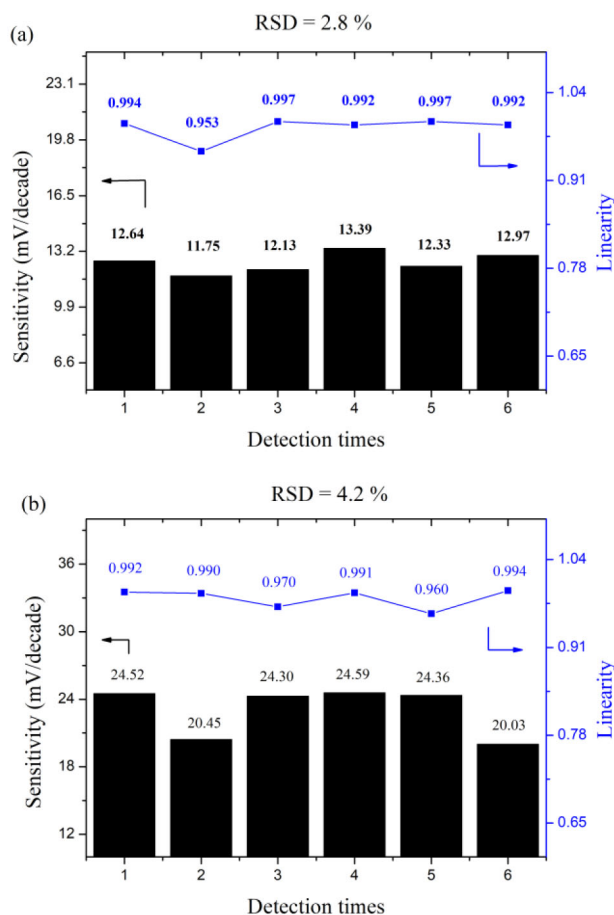 (a)
RSD = 2.8 %
23.1
19.8
16.5
13.2
9.9
6.6
Sensitivity (mV/decade)
0.994 0.953 0.997 0.992 0.997 0.992
12.64 11.75 12.13 13.39 12.33 12.97
1.04
0.91
0.78
0.65
Linearity
1 2 3 4 5 6
Detection times
(b)
RSD = 4.2 %
36
30
24
18
12
Sensitivity (mV/decade)
0.992 0.990 0.970 0.991 0.960 0.994
24.52 20.45 24.30 24.59 24.36 20.03
1.04
0.91
0.78
0.65
Linearity
1 2 3 4 5 6
Detection times